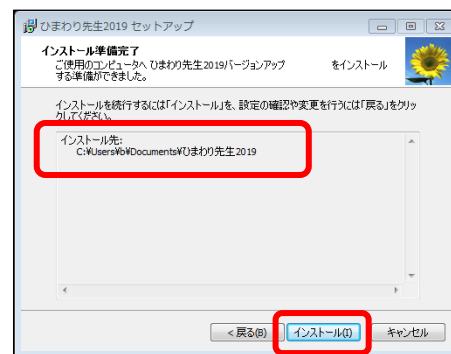 ひまわり先生2019 セットアップ
インストール準備完了
ご使用のコンピュータへ ひまわり先生2019バージョンアップ をインストール
する準備ができました。
インストールを続行するには「インストール」を、設定の確認や変更を行うには「戻る」をクリッ
クしてください。
インストール先:
C:¥Users¥b¥Documents¥ひまわり先生2019
< 戻る(B)
インストール(I)
キャンセル